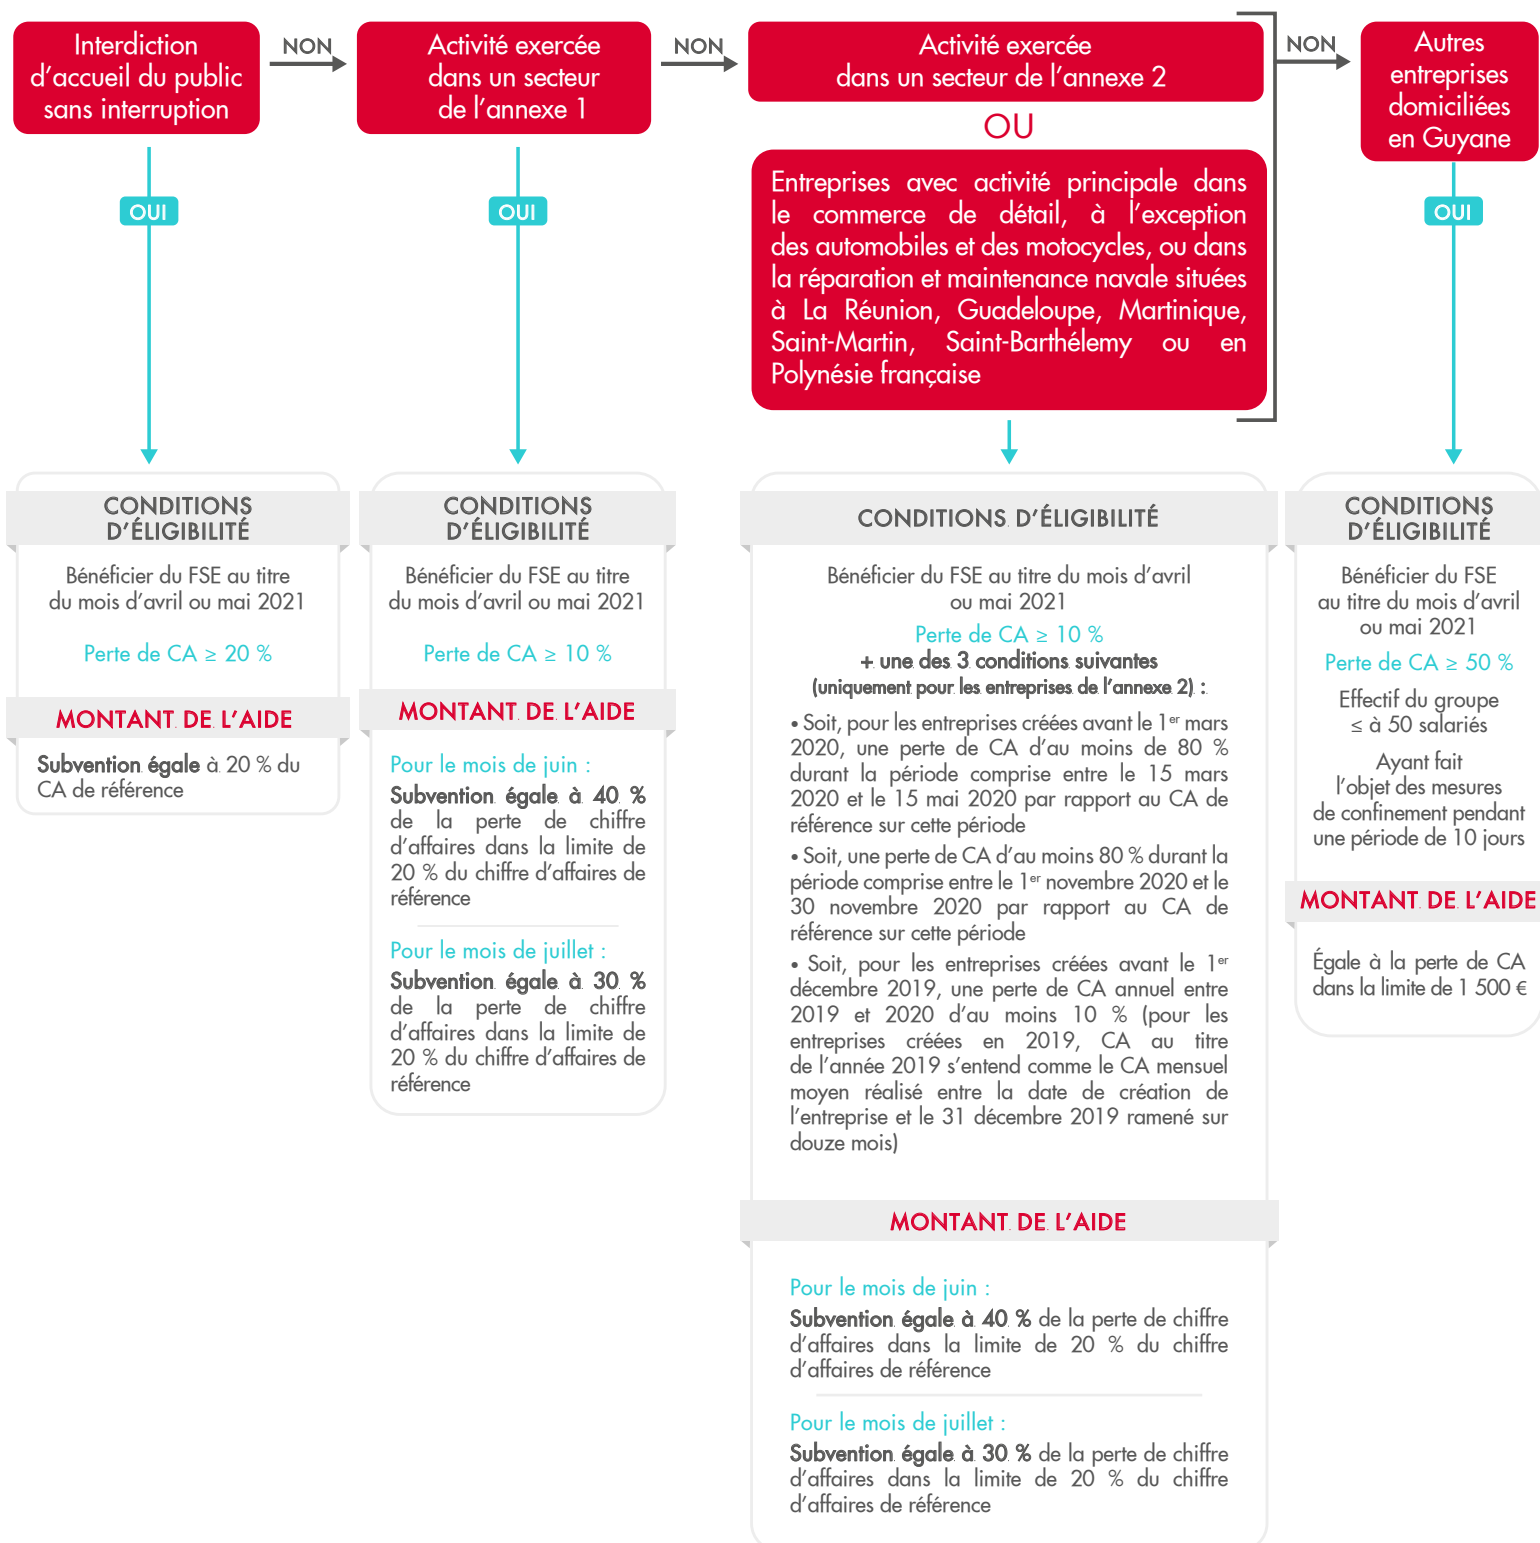 Interdiction
d'accueil du public
sans interruption
NON
Activité exercée
dans un secteur
de l'annexe 1
NON
Activité exercée
dans un secteur de l'annexe 2
OU
Entreprises avec activité principale dans
le commerce de détail, à l'exception
des automobiles et des motocycles, ou dans
la réparation et maintenance navale situées
à La Réunion, Guadeloupe, Martinique,
Saint-Martin, Saint-Barthélemy ou en
Polynésie française
NON
Autres
entreprises
domiciliées
en Guyane
OUI
OUI
OUI
CONDITIONS
D'ÉLIGIBILITÉ
Bénéficier du FSE au titre
du mois d'avril ou mai 2021
Perte de CA ≥ 20 %
MONTANT DE L'AIDE
Subvention égale à 20 % du
CA de référence
CONDITIONS
D'ÉLIGIBILITÉ
Bénéficier du FSE au titre
du mois d'avril ou mai 2021
Perte de CA ≥ 10 %
MONTANT DE L'AIDE
Pour le mois de juin :
Subvention égale à 40 %
de la perte de chiffre
d'affaires dans la limite de
20 % du chiffre d'affaires de
référence
Pour le mois de juillet :
Subvention égale à 30 %
de la perte de chiffre
d'affaires dans la limite de
20 % du chiffre d'affaires de
référence
CONDITIONS D'ÉLIGIBILITÉ
Bénéficier du FSE au titre du mois d'avril
ou mai 2021
Perte de CA ≥ 10 %
+ une des 3 conditions suivantes
(uniquement pour les entreprises de l'annexe 2) :
• Soit, pour les entreprises créées avant le 1er mars
2020, une perte de CA d'au moins de 80 %
durant la période comprise entre le 15 mars
2020 et le 15 mai 2020 par rapport au CA de
référence sur cette période
• Soit, une perte de CA d'au moins 80 % durant la
période comprise entre le 1er novembre 2020 et le
30 novembre 2020 par rapport au CA de
référence sur cette période
• Soit, pour les entreprises créées avant le 1er
décembre 2019, une perte de CA annuel entre
2019 et 2020 d'au moins 10 % (pour les
entreprises créées en 2019, CA au titre
de l'année 2019 s'entend comme le CA mensuel
moyen réalisé entre la date de création de
l'entreprise et le 31 décembre 2019 ramené sur
douze mois)
MONTANT DE L'AIDE
Pour le mois de juin :
Subvention égale à 40 % de la perte de chiffre
d'affaires dans la limite de 20 % du chiffre
d'affaires de référence
Pour le mois de juillet :
Subvention égale à 30 % de la perte de chiffre
d'affaires dans la limite de 20 % du chiffre
d'affaires de référence
CONDITIONS
D'ÉLIGIBILITÉ
Bénéficier du FSE
au titre du mois d'avril
ou mai 2021
Perte de CA ≥ 50 %
Effectif du groupe
≤ à 50 salariés
Ayant fait
l'objet des mesures
de confinement pendant
une période de 10 jours
MONTANT DE L'AIDE
Égale à la perte de CA
dans la limite de 1 500 €